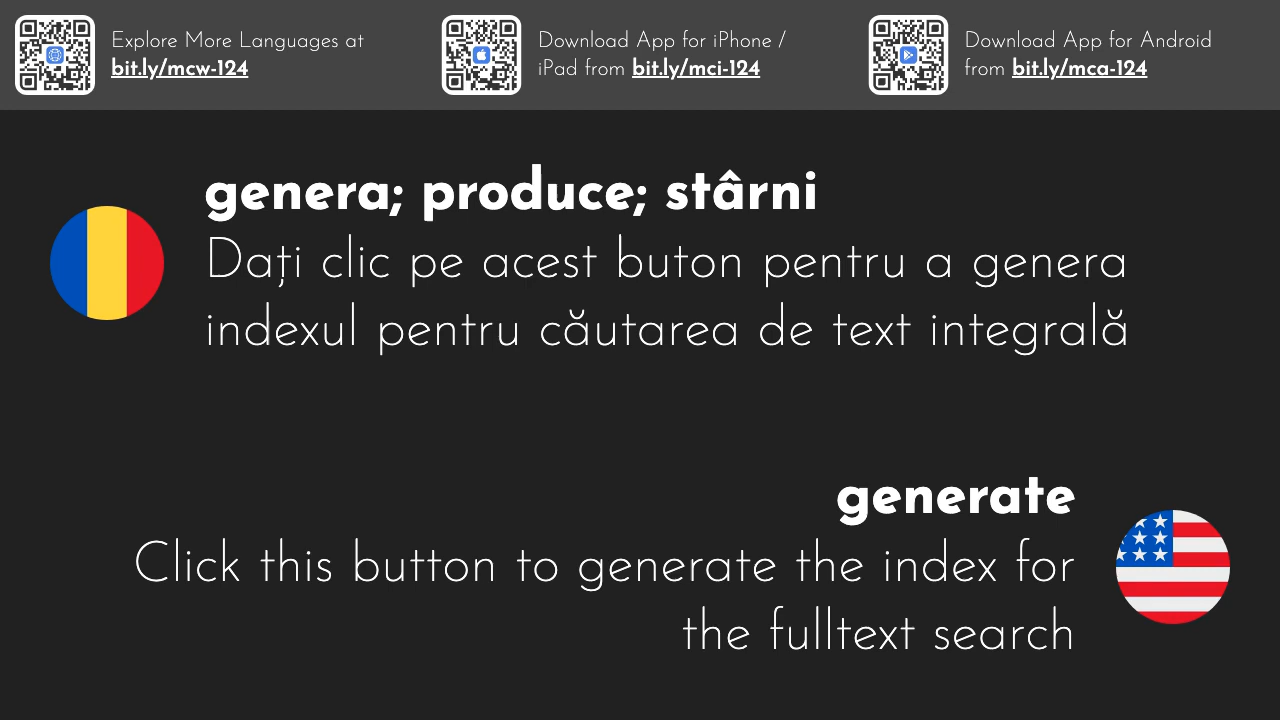 Explore More Languages at
bit.ly/mcw-124
Download App for iPhone /
iPad from bit.ly/mci-124
Download App for Android
from bit.ly/mca-124
genera; produce; stârni
Dați clic pe acest buton pentru a genera
indexul pentru căutarea de text integrală
generate
Click this button to generate the index for
the fulltext search